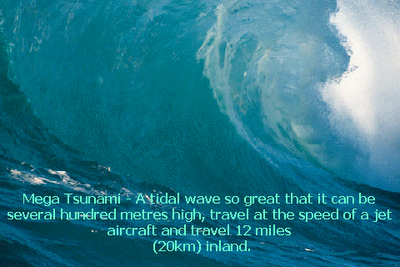 Mega Tsunami - A tidal wave so great that it can be
several hundred metres high, travel at the speed of a jet
aircraft and travel 12 miles
(20km) inland.